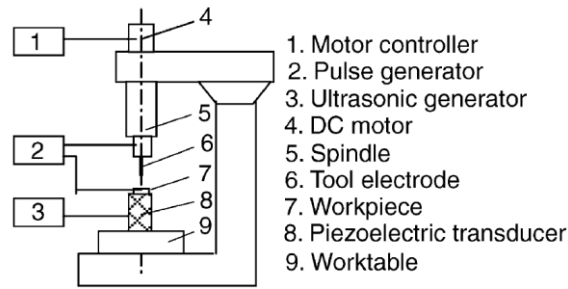 1
4
2
5
6
7
3
8
9
1. Motor controller
2. Pulse generator
3. Ultrasonic generator
4. DC motor
5. Spindle
6. Tool electrode
7. Workpiece
8. Piezoelectric transducer
9. Worktable